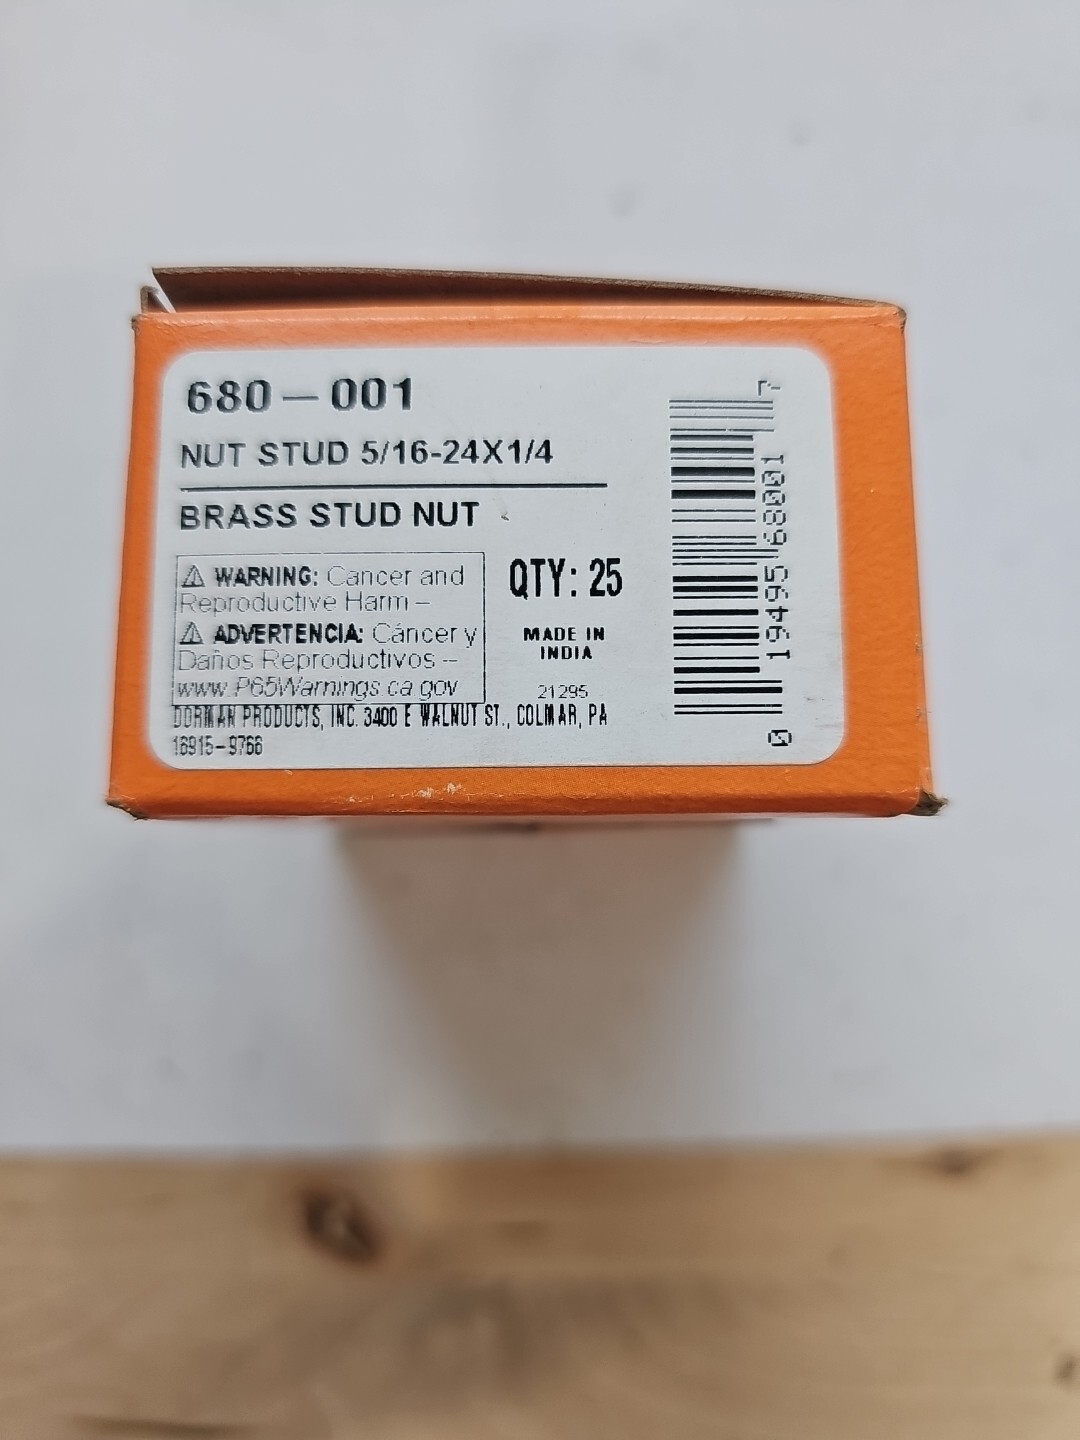 680-001
NUT STUD 5/16-24X1/4
BRASS STUD NUT
⚠ WARNING: Cancer and
Reproductive Harm –
⚠ ADVERTENCIA: Cáncer y
Daños Reproductivos –
www.P65Warnings.ca.gov
QTY: 25
MADE IN
INDIA
21295
DORMAN PRODUCTS, INC. 3400 E WALNUT ST., COLMAR, PA
16915-9766
0 19495 68001 7